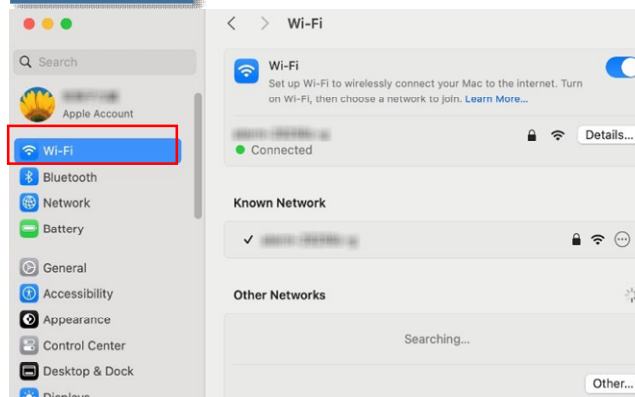 Wi-Fi
Search
Apple Account
Wi-Fi
Bluetooth
Network
Battery
General
Accessibility
Appearance
Control Center
Desktop & Dock
Displays
Wi-Fi
Set up Wi-Fi to wirelessly connect your Mac to the internet. Turn
on Wi-Fi, then choose a network to join. Learn More...
Connected
Details...
Known Network
Other Networks
Searching...
Other...